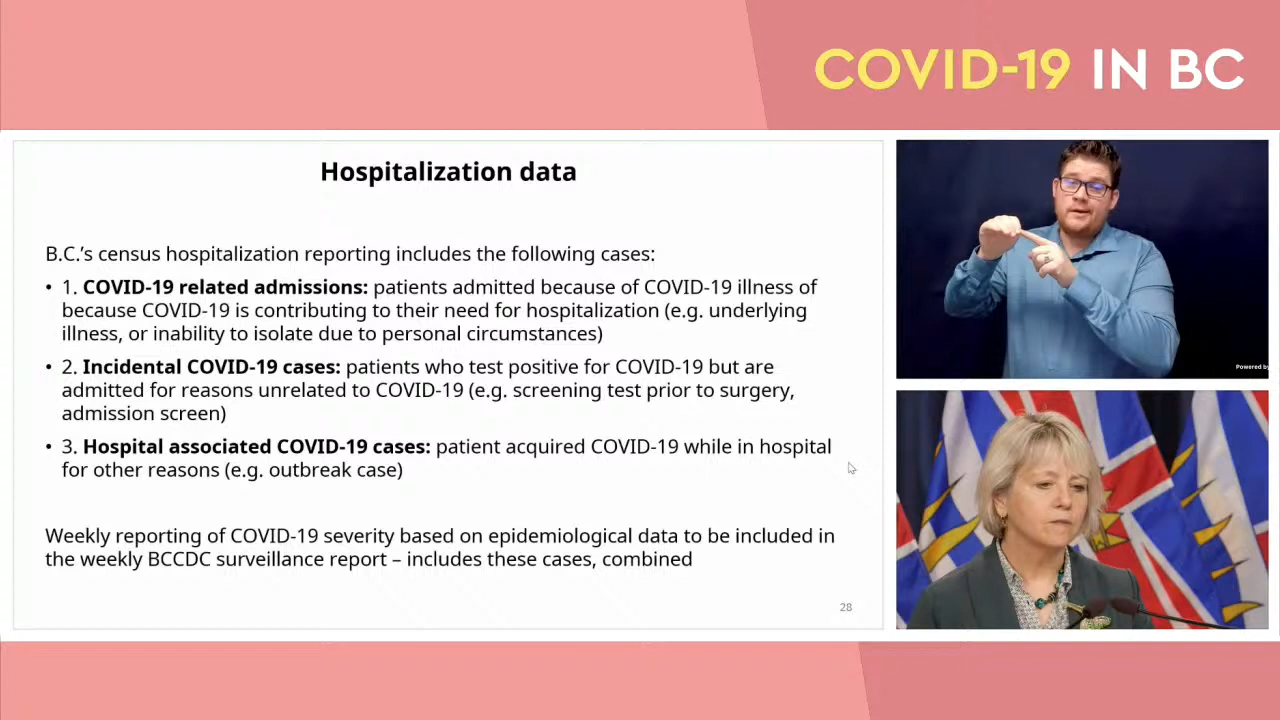 COVID-19 IN BC
Hospitalization data
B.C.’s census hospitalization reporting includes the following cases:
• 1. COVID-19 related admissions: patients admitted because of COVID-19 illness of
because COVID-19 is contributing to their need for hospitalization (e.g. underlying
illness, or inability to isolate due to personal circumstances)
• 2. Incidental COVID-19 cases: patients who test positive for COVID-19 but are
admitted for reasons unrelated to COVID-19 (e.g. screening test prior to surgery,
admission screen)
• 3. Hospital associated COVID-19 cases: patient acquired COVID-19 while in hospital
for other reasons (e.g. outbreak case)
Weekly reporting of COVID-19 severity based on epidemiological data to be included in
the weekly BCCDC surveillance report – includes these cases, combined
28
Powered by